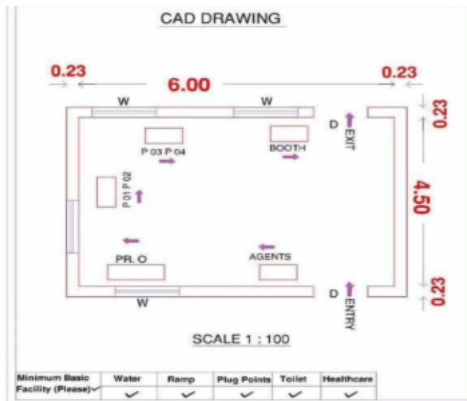 CAD DRAWING
0.23 6.00 0.23
W W
0.23
D EXIT
P 03 P 04 BOOTH
P 01 P 02
4.50
PR. O AGENTS
W
D ENTRY
0.23
SCALE 1 : 100
Minimum Basic Facility (Please)✓ Water Ramp Plug Points Toilet Healthcare
✓ ✓ ✓ ✓ ✓